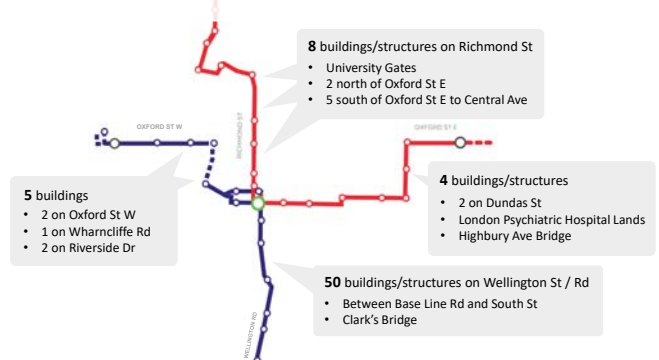 8 buildings/structures on Richmond St
• University Gates
• 2 north of Oxford St E
• 5 south of Oxford St E to Central Ave
OXFORD ST W
RICHMOND ST
OXFORD ST E
5 buildings
• 2 on Oxford St W
• 1 on Wharncliffe Rd
• 2 on Riverside Dr
4 buildings/structures
• 2 on Dundas St
• London Psychiatric Hospital Lands
• Highbury Ave Bridge
50 buildings/structures on Wellington St / Rd
• Between Base Line Rd and South St
• Clark's Bridge
WELLINGTON RD